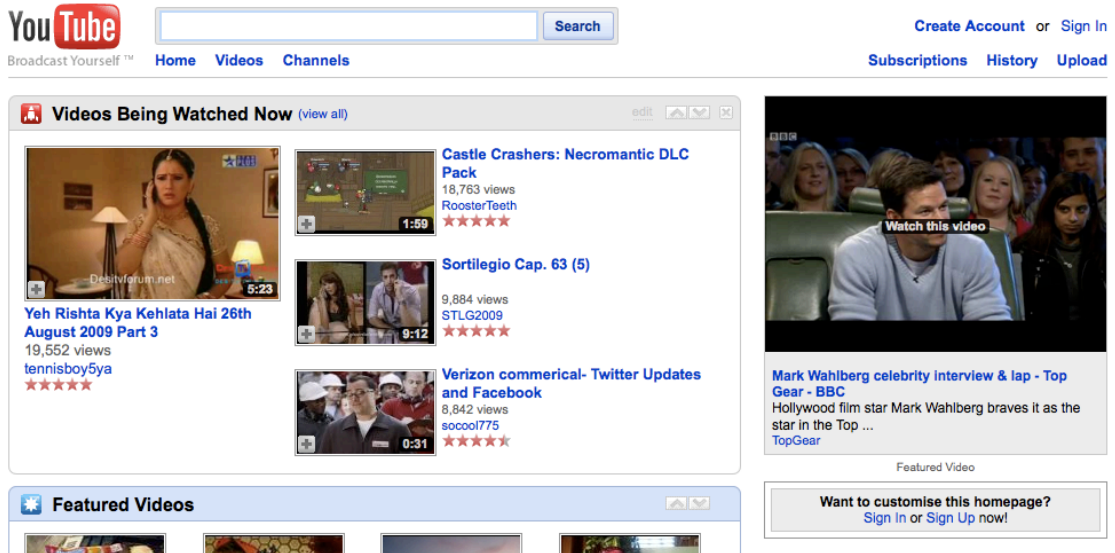 YouTube
Search
Create Account or Sign In
Broadcast Yourself ™
Home Videos Channels
Subscriptions History Upload
Videos Being Watched Now (view all)
edit
Desitvforum.net
5:23
Yeh Rishta Kya Kehlata Hai 26th
August 2009 Part 3
19,552 views
tennisboy5ya
1:59
Castle Crashers: Necromantic DLC
Pack
18,763 views
RoosterTeeth
9:12
Sortilegio Cap. 63 (5)
9,884 views
STLG2009
0:31
Verizon commerical- Twitter Updates
and Facebook
8,842 views
socool775
BBC
Watch this video
Mark Wahlberg celebrity interview & lap - Top
Gear - BBC
Hollywood film star Mark Wahlberg braves it as the
star in the Top ...
TopGear
Featured Video
Want to customise this homepage?
Sign In or Sign Up now!
Featured Videos